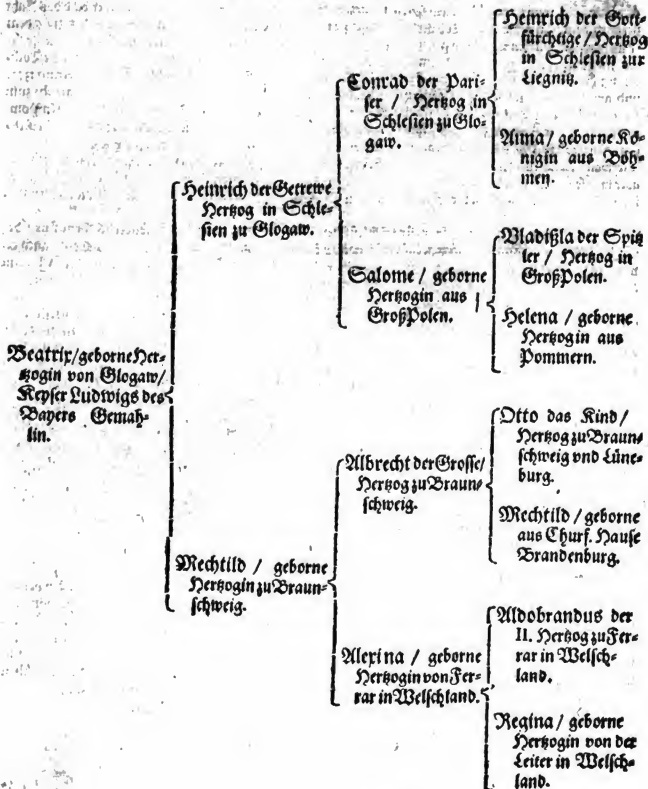 Beatrix/ geborne Her-
tzogin von Glogaw/
Keyser Ludwigs des
Bayers Gemah-
lin.
Heinrich der Getrewe
Hertzog in Schle-
sien zu Glogaw.
Mechtild / geborne
Hertzogin zu Braun-
schweig.
Conrad der Pari-
ser / Hertzog in
Schlesien zu Glo-
gaw.
Salome / geborne
Hertzogin aus
GroßPolen.
Albrecht der Grosse/
Hertzog zu Braun-
schweig.
Alexina / geborne
Hertzogin von Fer-
rar in Welschland.
Heinrich der Gott-
fürchtige / Hertzog
in Schlesien zur
Liegnitz.
Anna / geborne Kö-
nigin aus Böh-
men.
Vladißla der Spitz
ler / Hertzog in
GroßPolen.
Helena / geborne
Hertzogin aus
Pommern.
Otto das Kind /
Hertzog zu Braun-
schweig vnd Lüne-
burg.
Mechtild / geborne
aus Churf. Hause
Brandenburg.
Aldobrandus der
II. Hertzog zu Fer-
rar in Welsch-
land.
Regina / geborne
Hertzogin von der
Leiter in Welsch-
land.